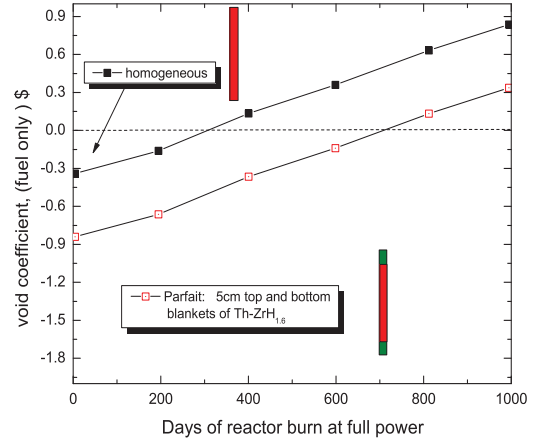 0.9
0.6
0.3
0.0
-0.3
-0.6
-0.9
-1.2
-1.5
-1.8
void coefficient, (fuel only ) $
homogeneous
Parfait: 5cm top and bottom
blankets of Th-ZrH1.6
0 200 400 600 800 1000
Days of reactor burn at full power